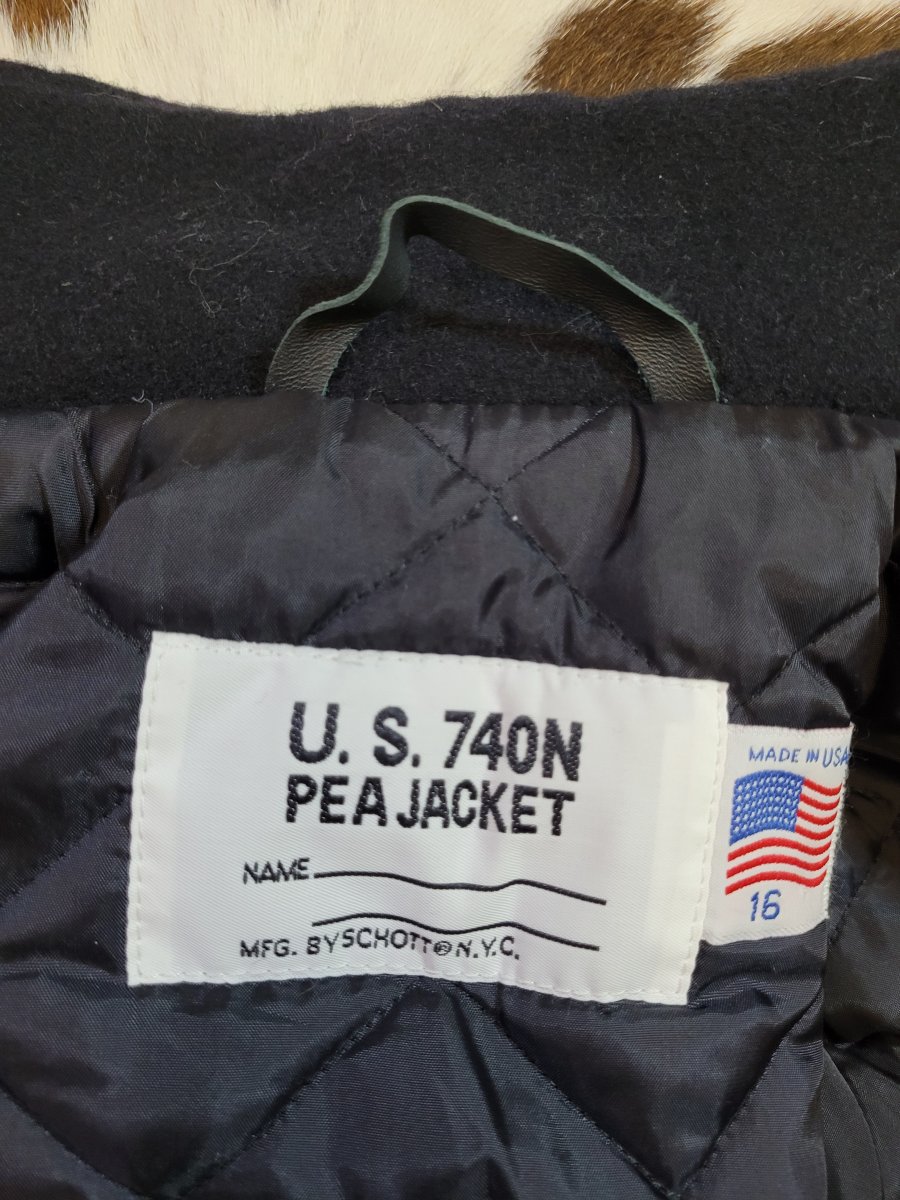 U. S. 740N
PEA JACKET
NAME
MFG. BY SCHOTT® N.Y.C.
MADE IN USA
16